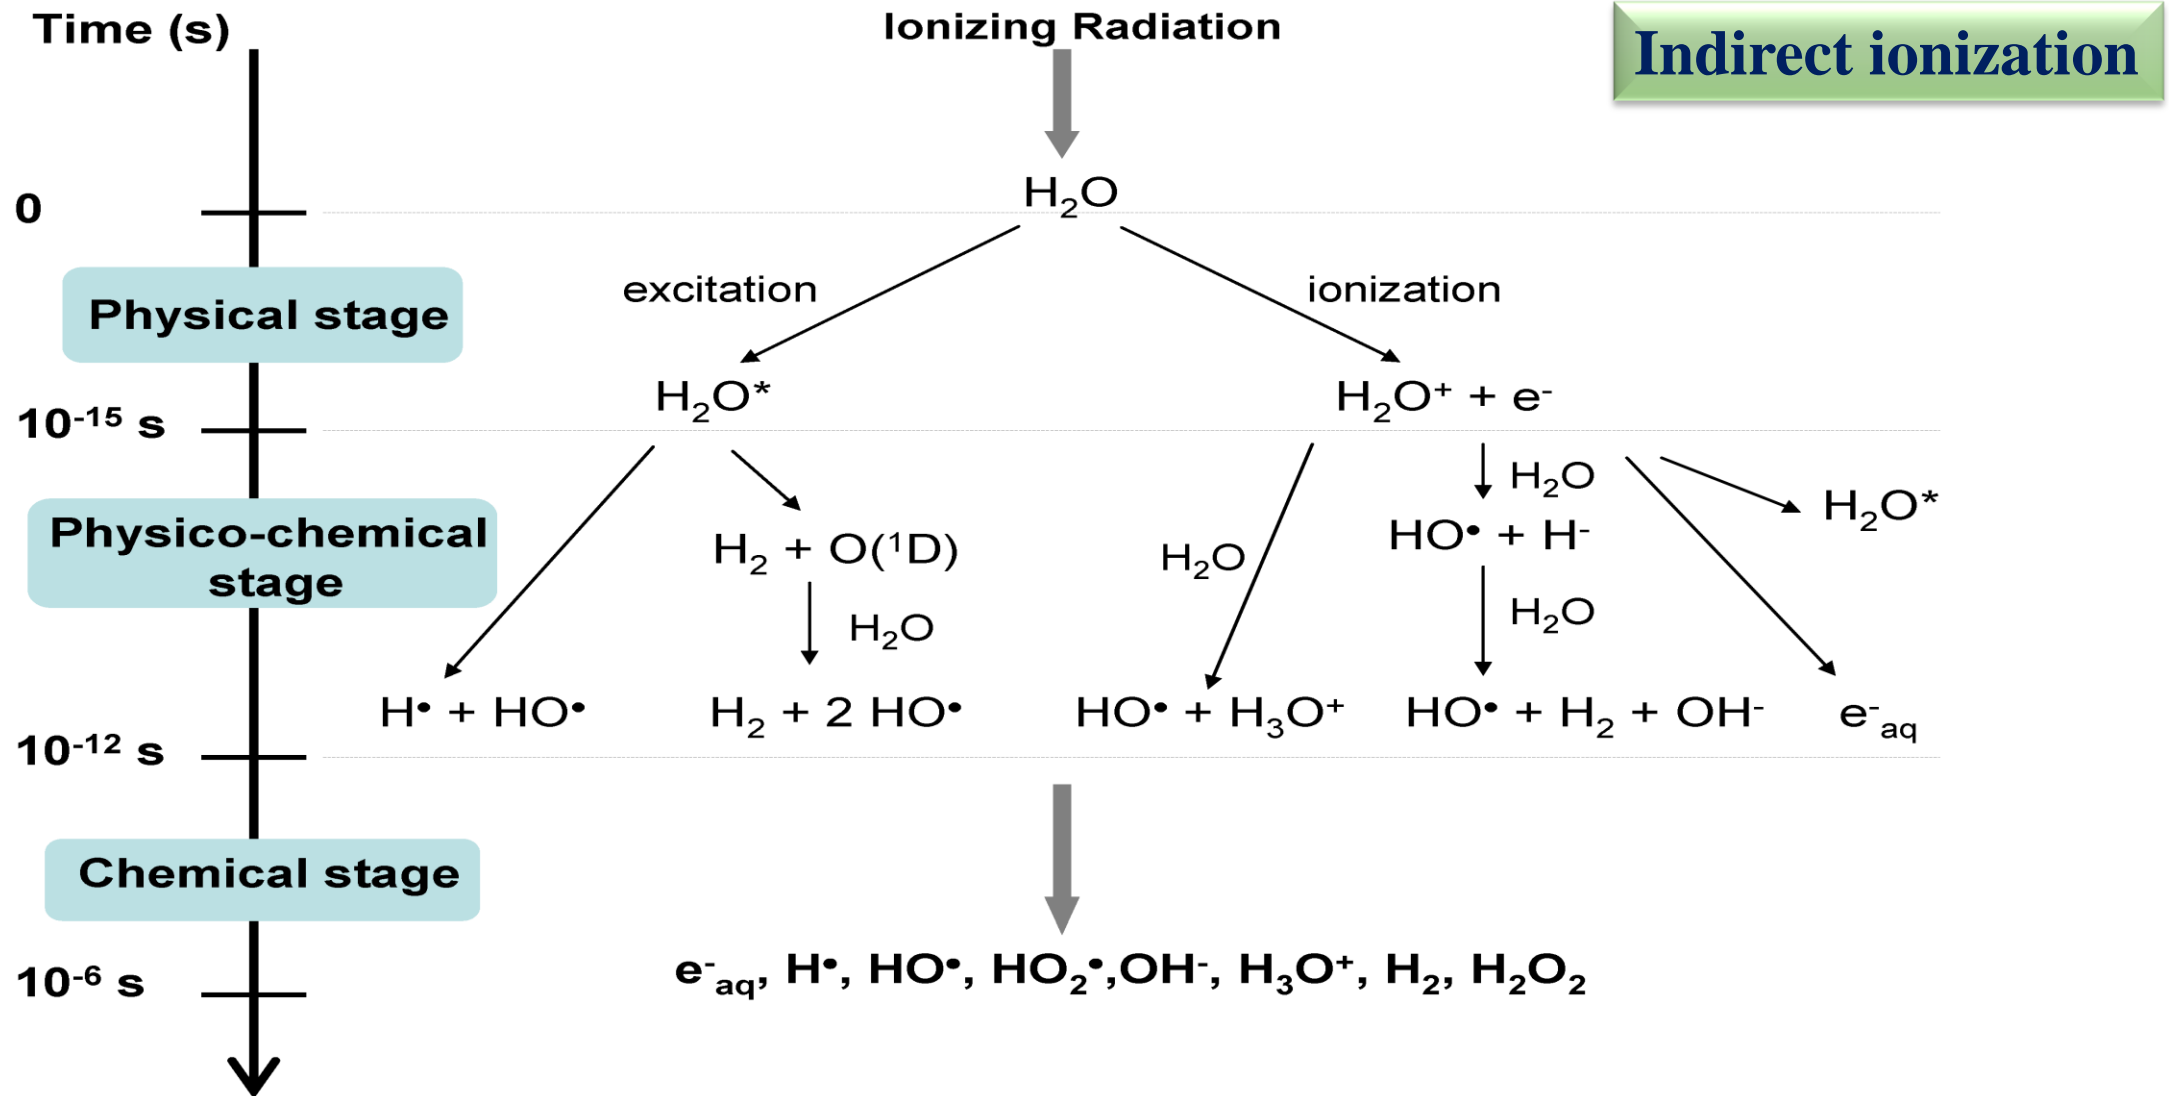 Time (s)
Ionizing Radiation
Indirect ionization
H₂O
0
excitation
ionization
Physical stage
H₂O*
H₂O⁺ + e⁻
10⁻¹⁵ s
H₂O
H₂O*
Physico-chemical
stage
H₂ + O(¹D)
H₂O
HO• + H⁻
H₂O
H₂O
H• + HO•
H₂ + 2 HO•
HO• + H₃O⁺
HO• + H₂ + OH⁻
e⁻aq
10⁻¹² s
Chemical stage
10⁻⁶ s
e⁻aq, H•, HO•, HO₂•,OH⁻, H₃O⁺, H₂, H₂O₂